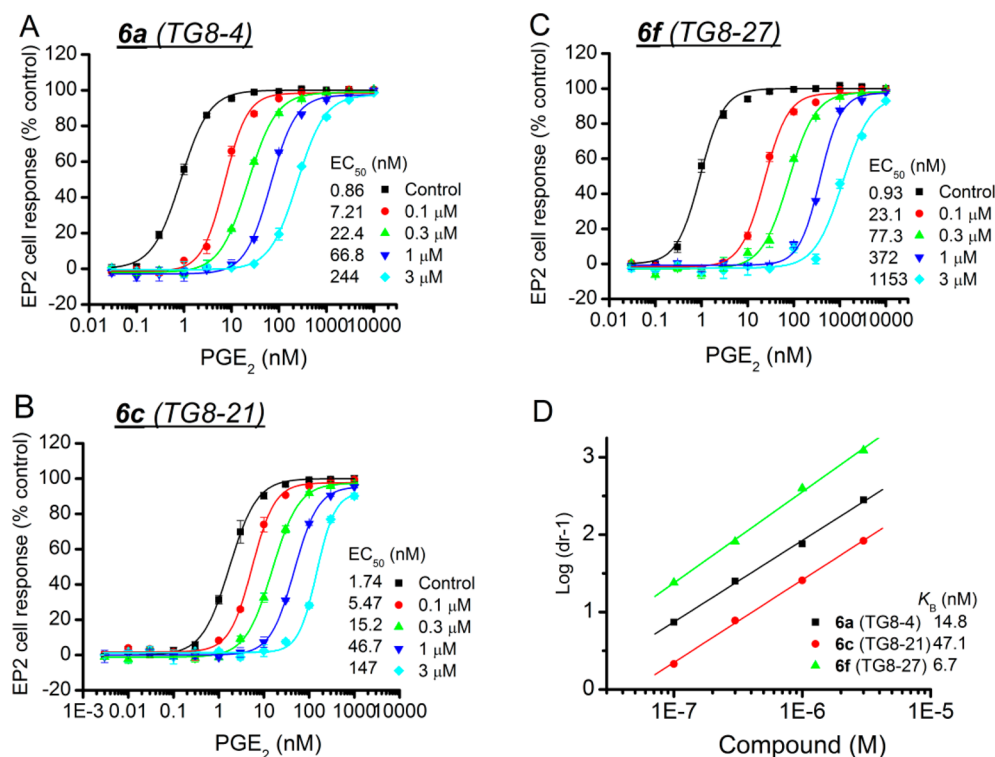 A
6a (TG8-4)
EP2 cell response (% control)
120
100
80
60
40
20
0
-20
EC50 (nM)
0.86 Control
7.21 0.1 μM
22.4 0.3 μM
66.8 1 μM
244 3 μM
0.01 0.1 1 10 100 1000 10000
PGE2 (nM)
C
6f (TG8-27)
EP2 cell response (% control)
120
100
80
60
40
20
0
-20
EC50 (nM)
0.93 Control
23.1 0.1 μM
77.3 0.3 μM
372 1 μM
1153 3 μM
0.01 0.1 1 10 100 1000 10000
PGE2 (nM)
B
6c (TG8-21)
EP2 cell response (% control)
120
100
80
60
40
20
0
-20
EC50 (nM)
1.74 Control
5.47 0.1 μM
15.2 0.3 μM
46.7 1 μM
147 3 μM
1E-3 0.01 0.1 1 10 100 1000 10000
PGE2 (nM)
D
Log (dr-1)
3
2
1
0
KB (nM)
6a (TG8-4) 14.8
6c (TG8-21) 47.1
6f (TG8-27) 6.7
1E-7 1E-6 1E-5
Compound (M)